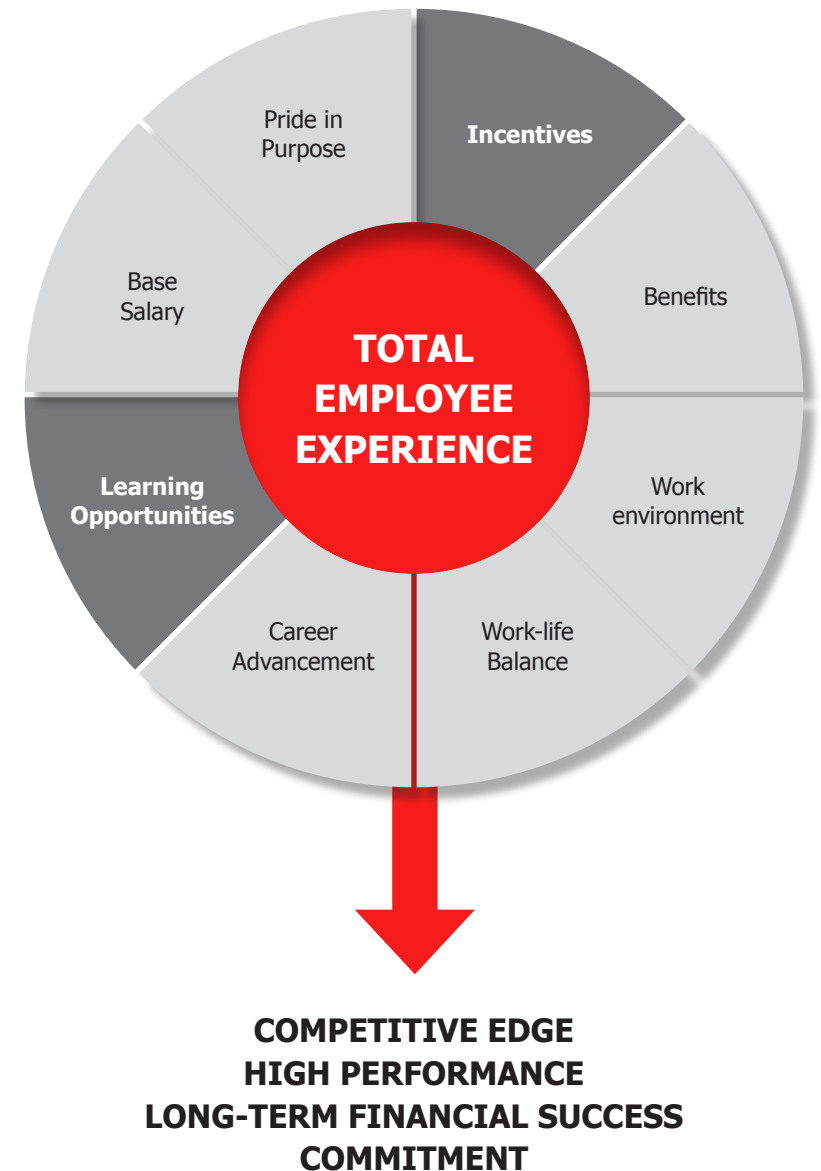 Pride in
Purpose
Incentives
Base
Salary
Benefits
TOTAL
EMPLOYEE
EXPERIENCE
Learning
Opportunities
Work
environment
Career
Advancement
Work-life
Balance
COMPETITIVE EDGE
HIGH PERFORMANCE
LONG-TERM FINANCIAL SUCCESS
COMMITMENT